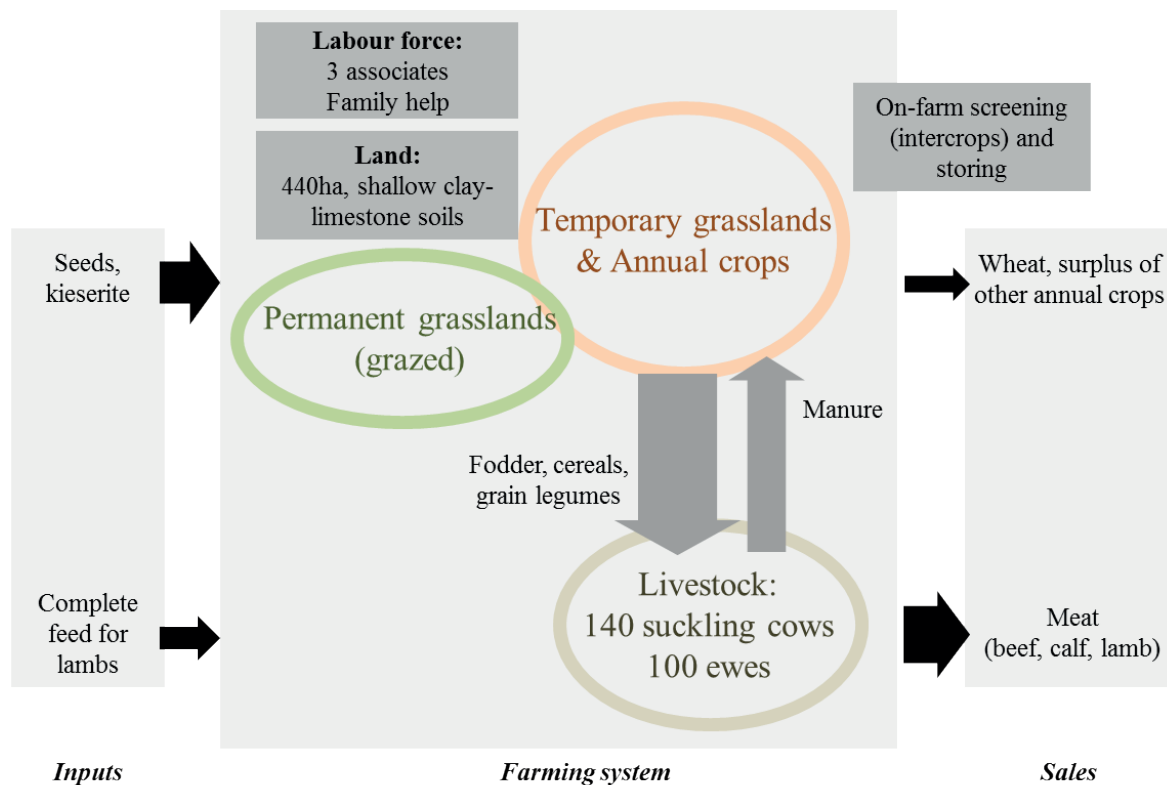 Labour force:
3 associates
Family help
Land:
440ha, shallow clay-
limestone soils
On-farm screening
(intercrops) and
storing
Seeds,
kieserite
Temporary grasslands
& Annual crops
Permanent grasslands
(grazed)
Wheat, surplus of
other annual crops
Manure
Fodder, cereals,
grain legumes
Complete
feed for
lambs
Livestock:
140 suckling cows
100 ewes
Meat
(beef, calf, lamb)
Inputs
Farming system
Sales